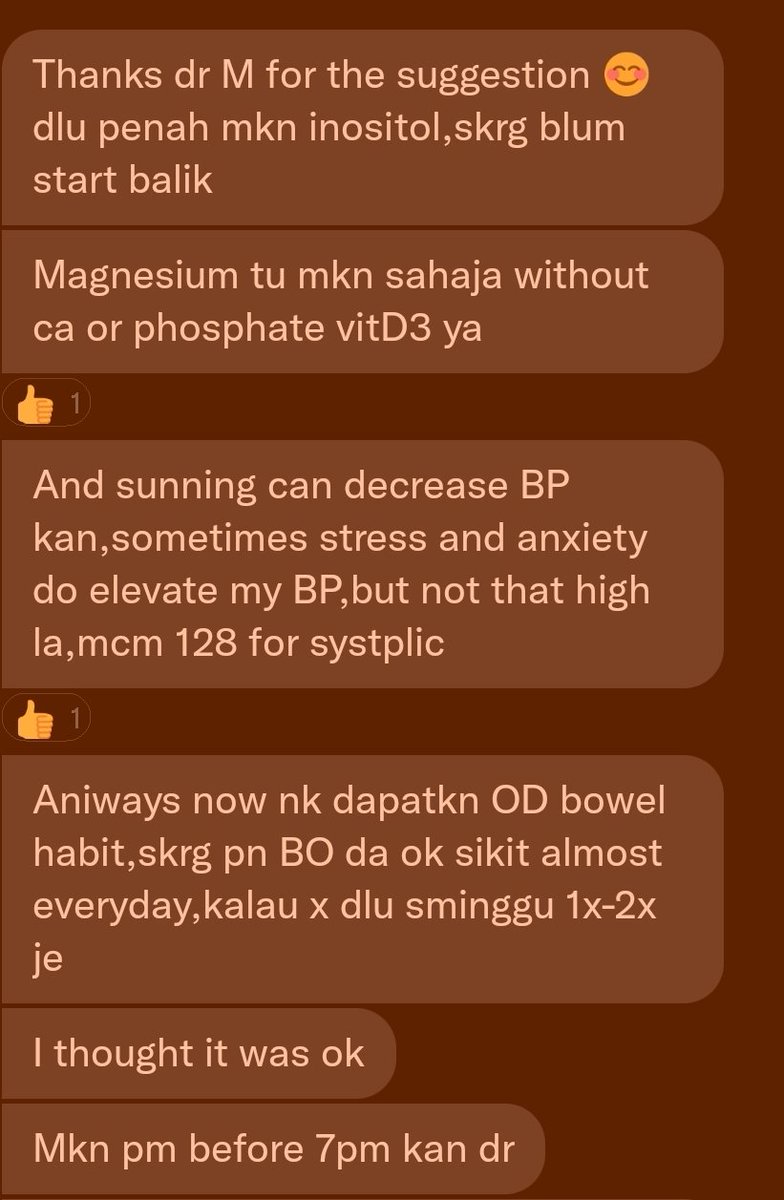 Thanks dr M for the suggestion 😊
dlu penah mkn inositol,skrg blum
start balik
Magnesium tu mkn sahaja without
ca or phosphate vitD3 ya
👍 1
And sunning can decrease BP
kan,sometimes stress and anxiety
do elevate my BP,but not that high
la,mcm 128 for systplic
👍 1
Aniways now nk dapatkn OD bowel
habit,skrg pn BO da ok sikit almost
everyday,kalau x dlu sminggu 1x-2x
je
I thought it was ok
Mkn pm before 7pm kan dr